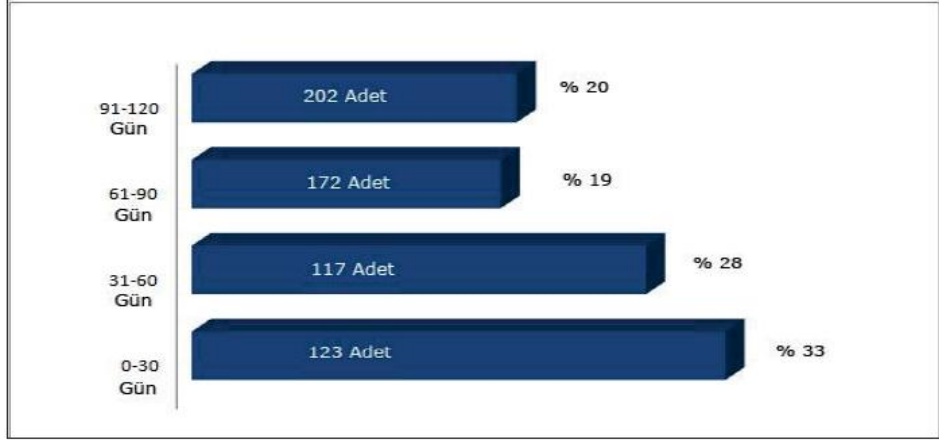 91-120
Gün
202 Adet
% 20
61-90
Gün
172 Adet
% 19
31-60
Gün
117 Adet
% 28
0-30
Gün
123 Adet
% 33